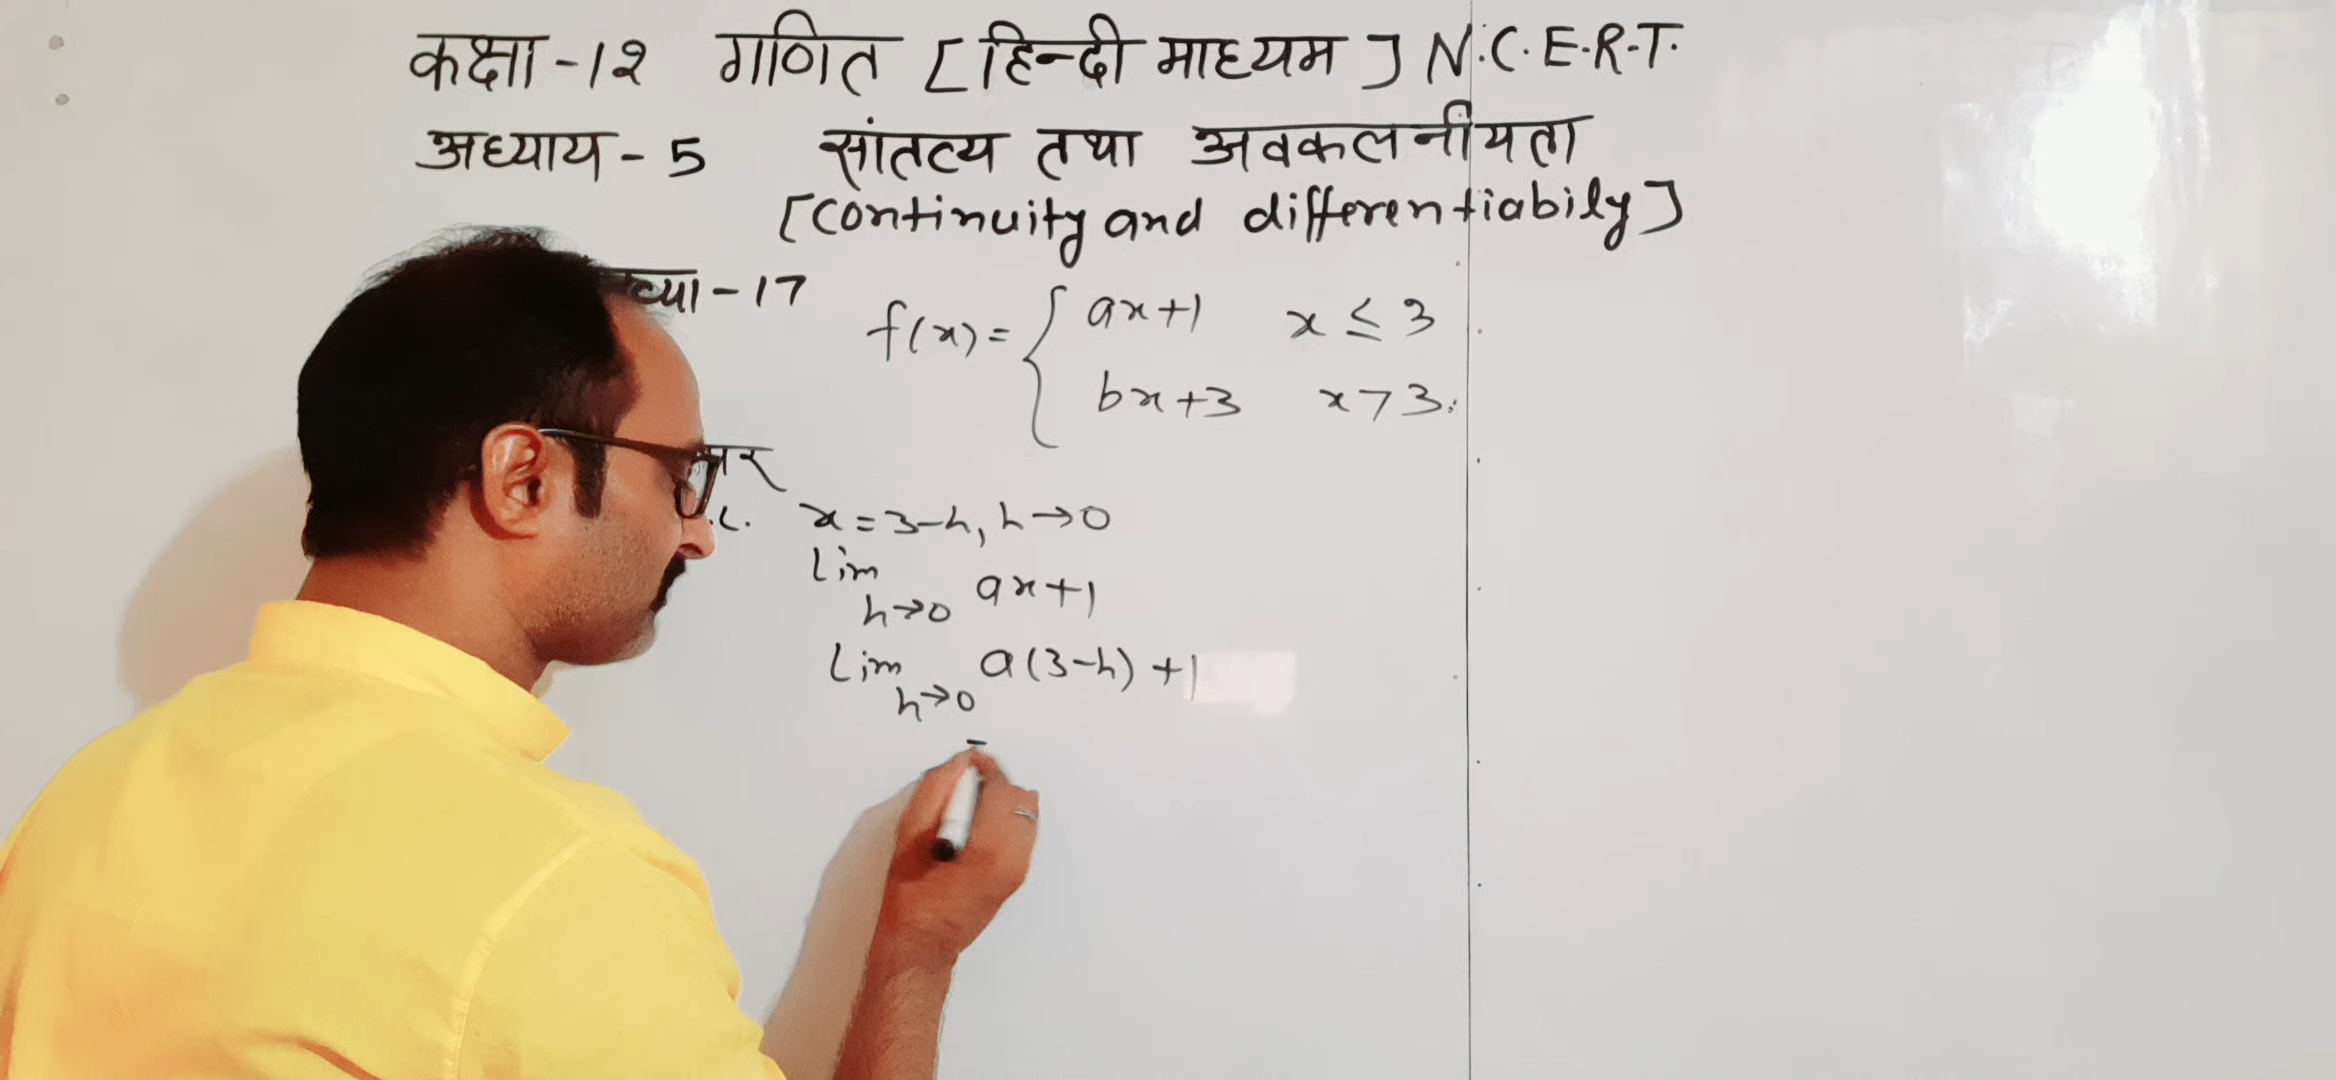 कक्षा -12 गणित [हिन्दी माध्यम] N.C.E.R.T.
अध्याय - 5 सांतत्य तथा अवकलनीयता
[Continuity and differentiabily]
-17
f(x) = { ax+1 x ≤ 3
bx+3 x > 3.
x = 3-h, h→0
Lim h→0 ax+1
Lim h→0 a(3-h) +1